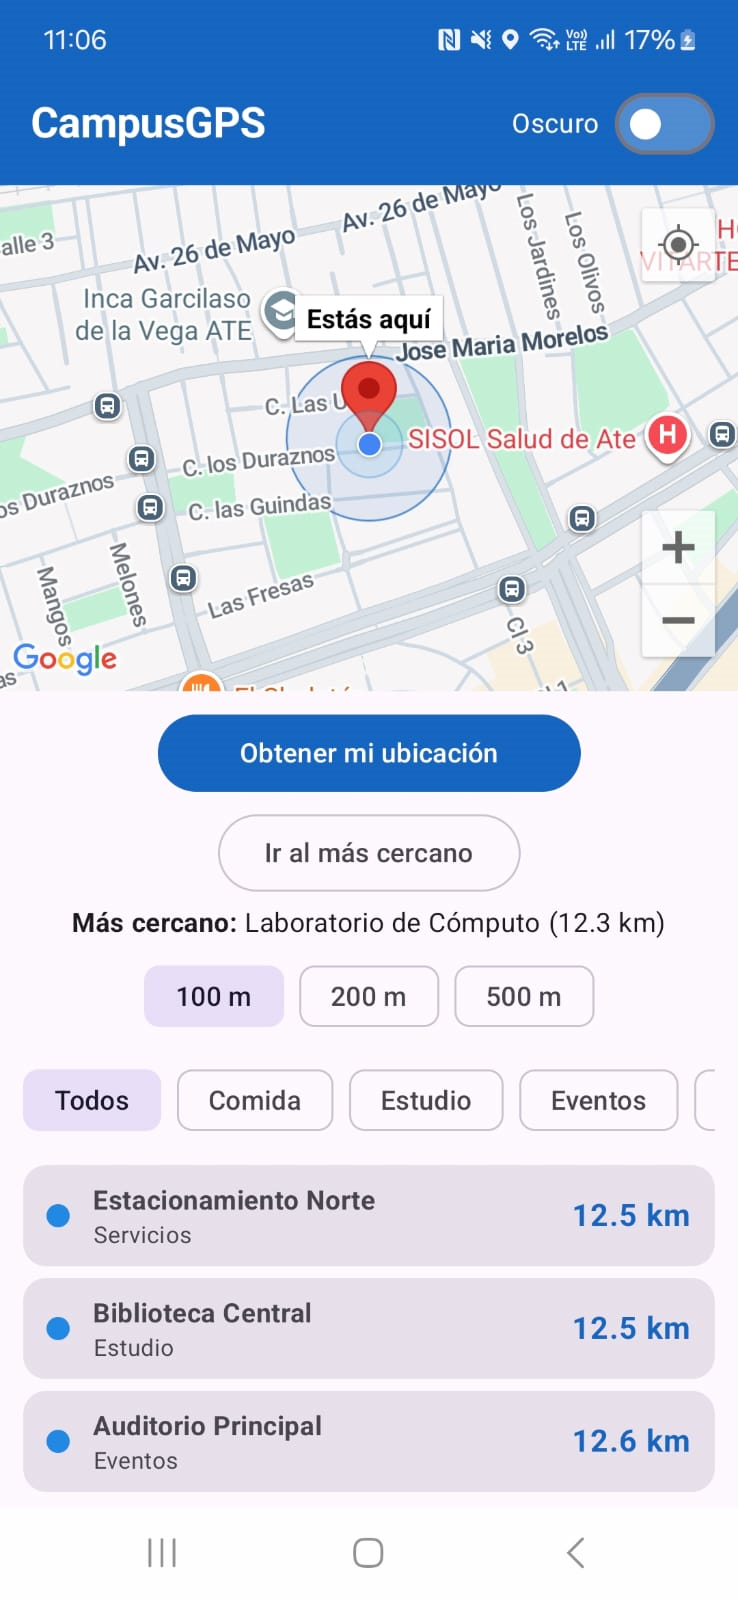 11:06
Vo)) LTE
17%
CampusGPS
Oscuro
Av. 26 de Mayo
Av. 26 de Mayo
alle 3
Los Jardines
Los Olivos
Inca Garcilaso
de la Vega ATE
Estás aquí
Jose Maria Morelos
C. Las U
SISOL Salud de Ate
H
C. los Duraznos
os Duraznos
C. las Guindas
Mangos
Melones
Las Fresas
Cl 3
Google
Obtener mi ubicación
Ir al más cercano
Más cercano: Laboratorio de Cómputo (12.3 km)
100 m
200 m
500 m
Todos
Comida
Estudio
Eventos
Estacionamiento Norte
Servicios
12.5 km
Biblioteca Central
Estudio
12.5 km
Auditorio Principal
Eventos
12.6 km